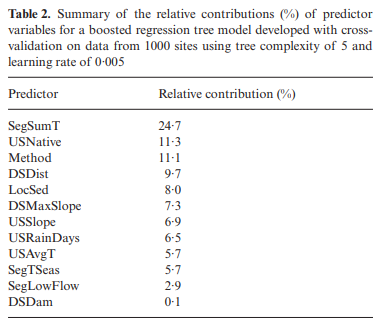 Table 2. Summary of the relative contributions (%) of predictor
variables for a boosted regression tree model developed with cross-
validation on data from 1000 sites using tree complexity of 5 and
learning rate of 0·005
Predictor Relative contribution (%)
SegSumT 24·7
USNative 11·3
Method 11·1
DSDist 9·7
LocSed 8·0
DSMaxSlope 7·3
USSlope 6·9
USRainDays 6·5
USAvgT 5·7
SegTSeas 5·7
SegLowFlow 2·9
DSDam 0·1